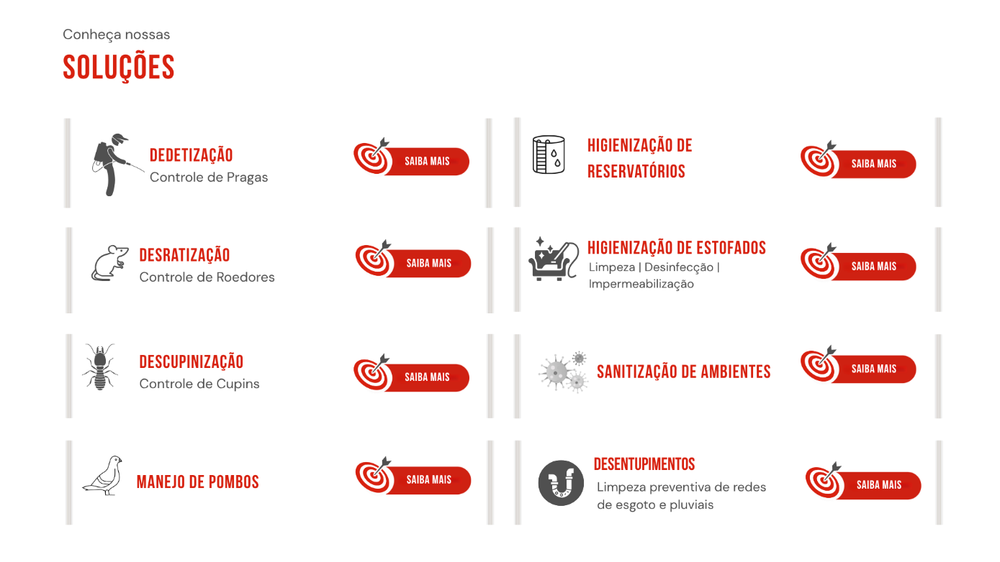 Conheça nossas
SOLUÇÕES
DEDETIZAÇÃO
Controle de Pragas
SAIBA MAIS
HIGIENIZAÇÃO DE
RESERVATÓRIOS
SAIBA MAIS
DESRATIZAÇÃO
Controle de Roedores
SAIBA MAIS
HIGIENIZAÇÃO DE ESTOFADOS
Limpeza | Desinfecção |
Impermeabilização
SAIBA MAIS
DESCUPINIZAÇÃO
Controle de Cupins
SAIBA MAIS
SANITIZAÇÃO DE AMBIENTES
SAIBA MAIS
MANEJO DE POMBOS
SAIBA MAIS
DESENTUPIMENTOS
Limpeza preventiva de redes
de esgoto e pluviais
SAIBA MAIS